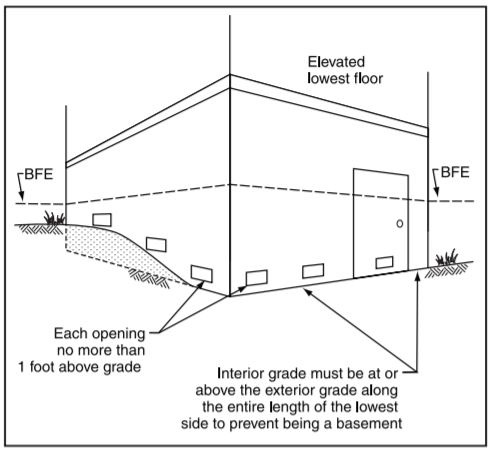 Elevated
lowest floor
BFE
BFE
Each opening
no more than
1 foot above grade
Interior grade must be at or
above the exterior grade along
the entire length of the lowest
side to prevent being a basement